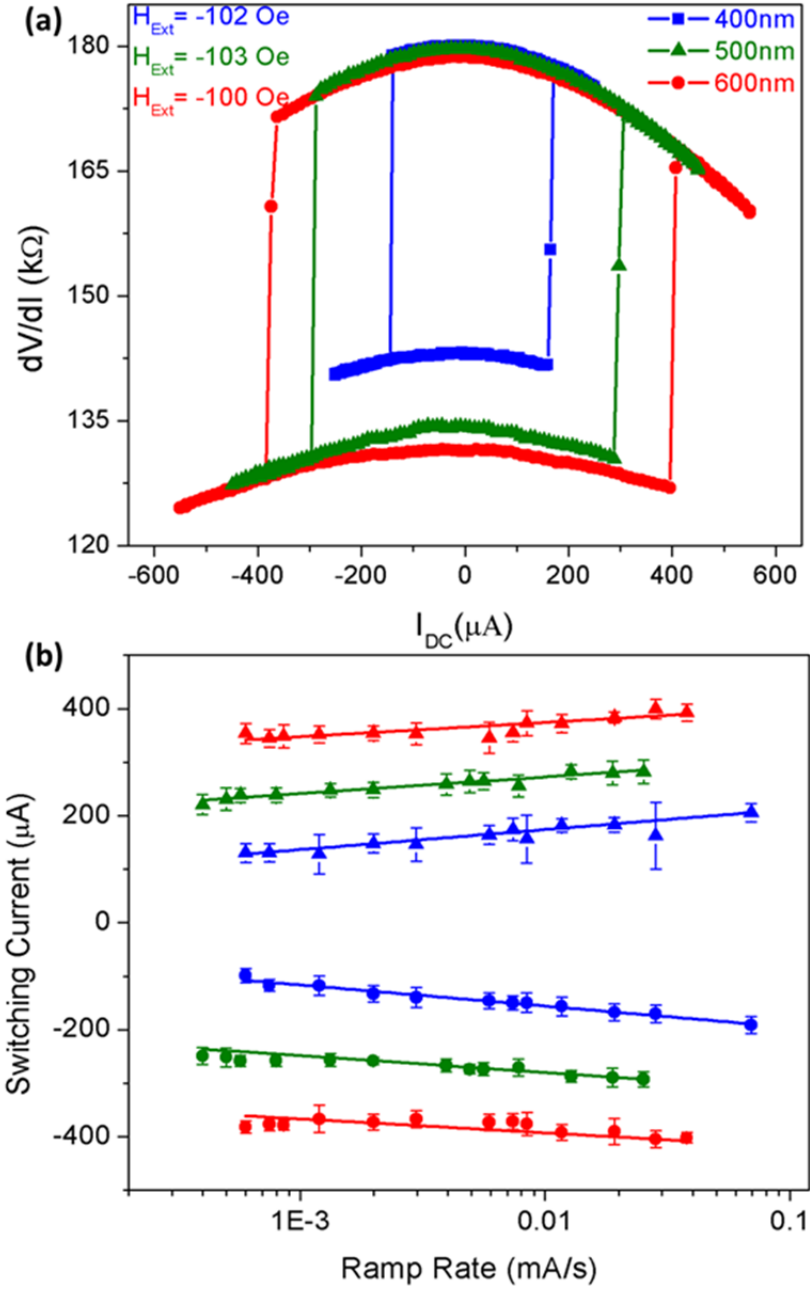 (a)
H_Ext = -102 Oe
H_Ext = -103 Oe
H_Ext = -100 Oe
400nm
500nm
600nm
180
165
150
135
120
dV/dI (kΩ)
-600 -400 -200 0 200 400 600
I_DC(μA)
(b)
400
200
0
-200
-400
Switching Current (μA)
1E-3 0.01 0.1
Ramp Rate (mA/s)